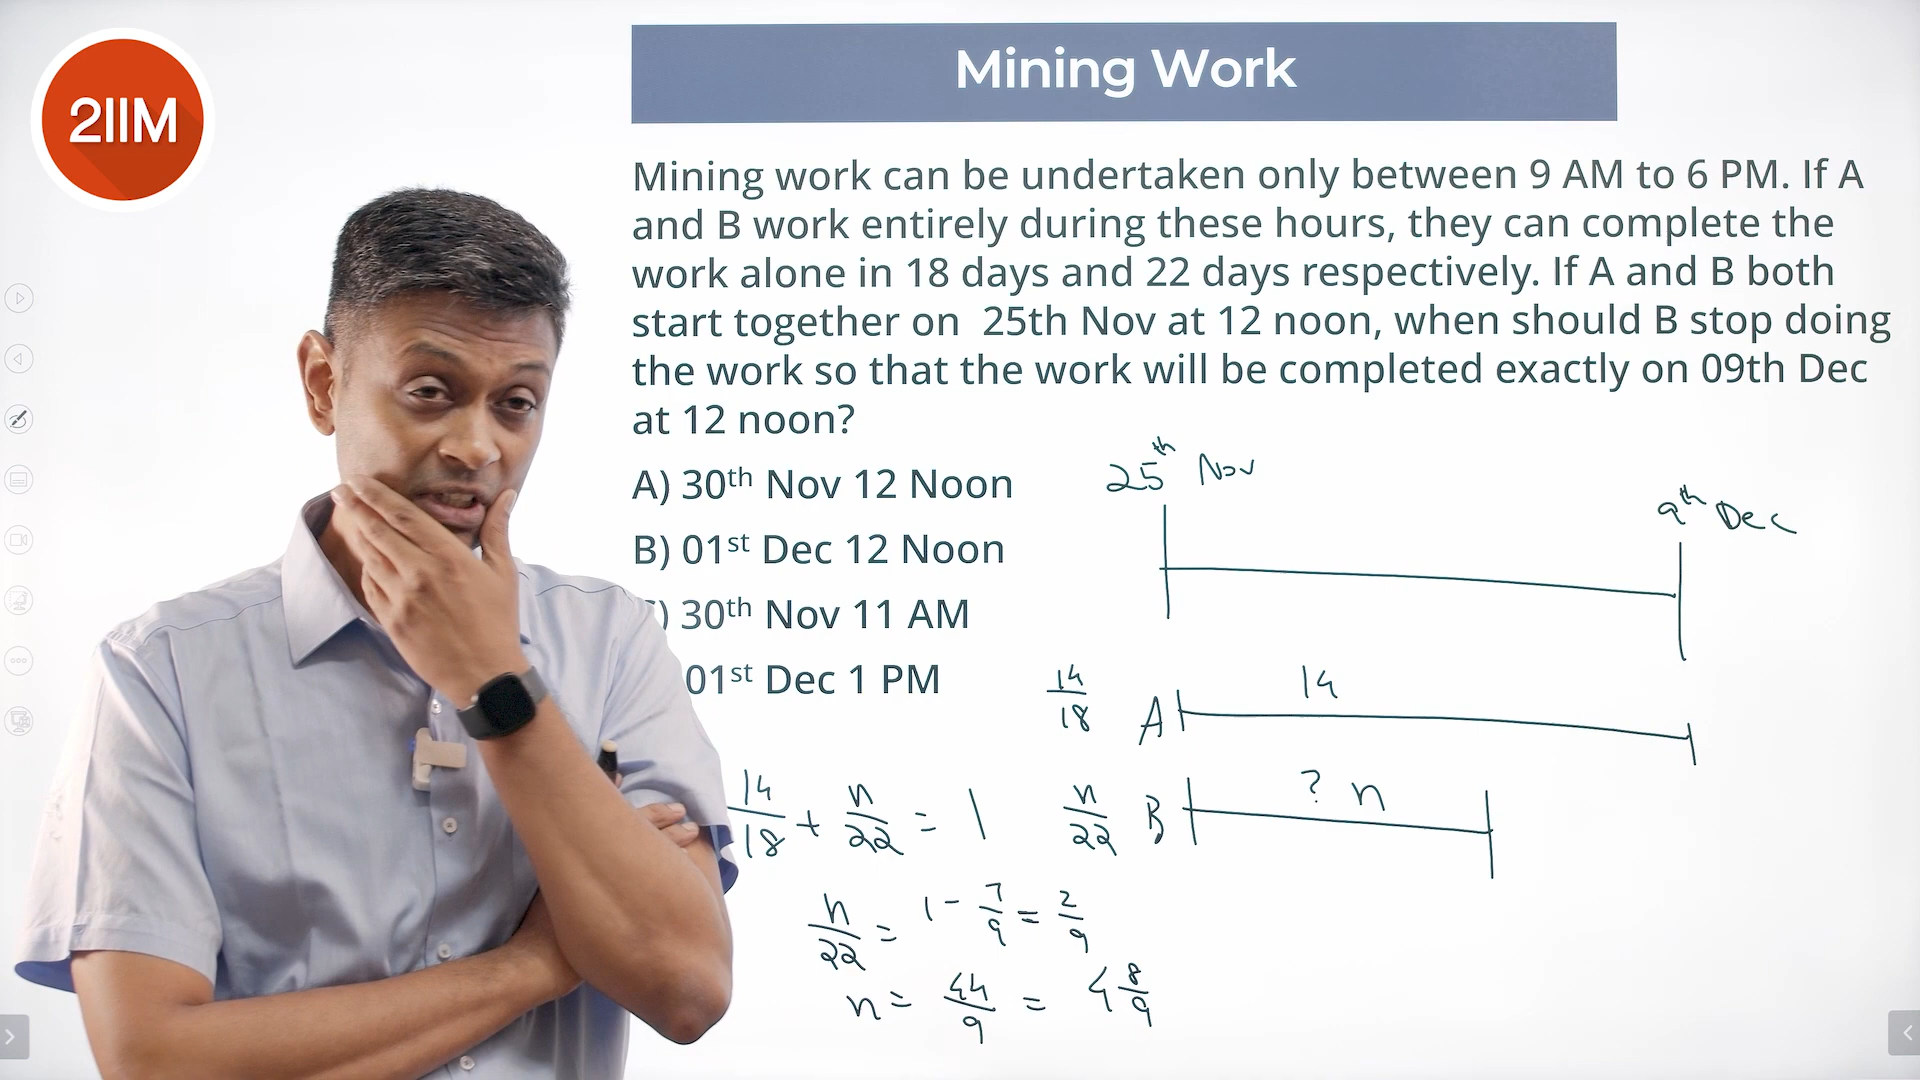 2IIM
Mining Work
Mining work can be undertaken only between 9 AM to 6 PM. If A
and B work entirely during these hours, they can complete the
work alone in 18 days and 22 days respectively. If A and B both
start together on 25th Nov at 12 noon, when should B stop doing
the work so that the work will be completed exactly on 09th Dec
at 12 noon?
A) 30th Nov 12 Noon
B) 01st Dec 12 Noon
) 30th Nov 11 AM
01st Dec 1 PM
25th Nov
9th Dec
14/18 A 14
14/18 + n/22 = 1
n/22 B ? n
n/22 = 1 - 7/9 = 2/9
n = 44/9 = 4 8/9